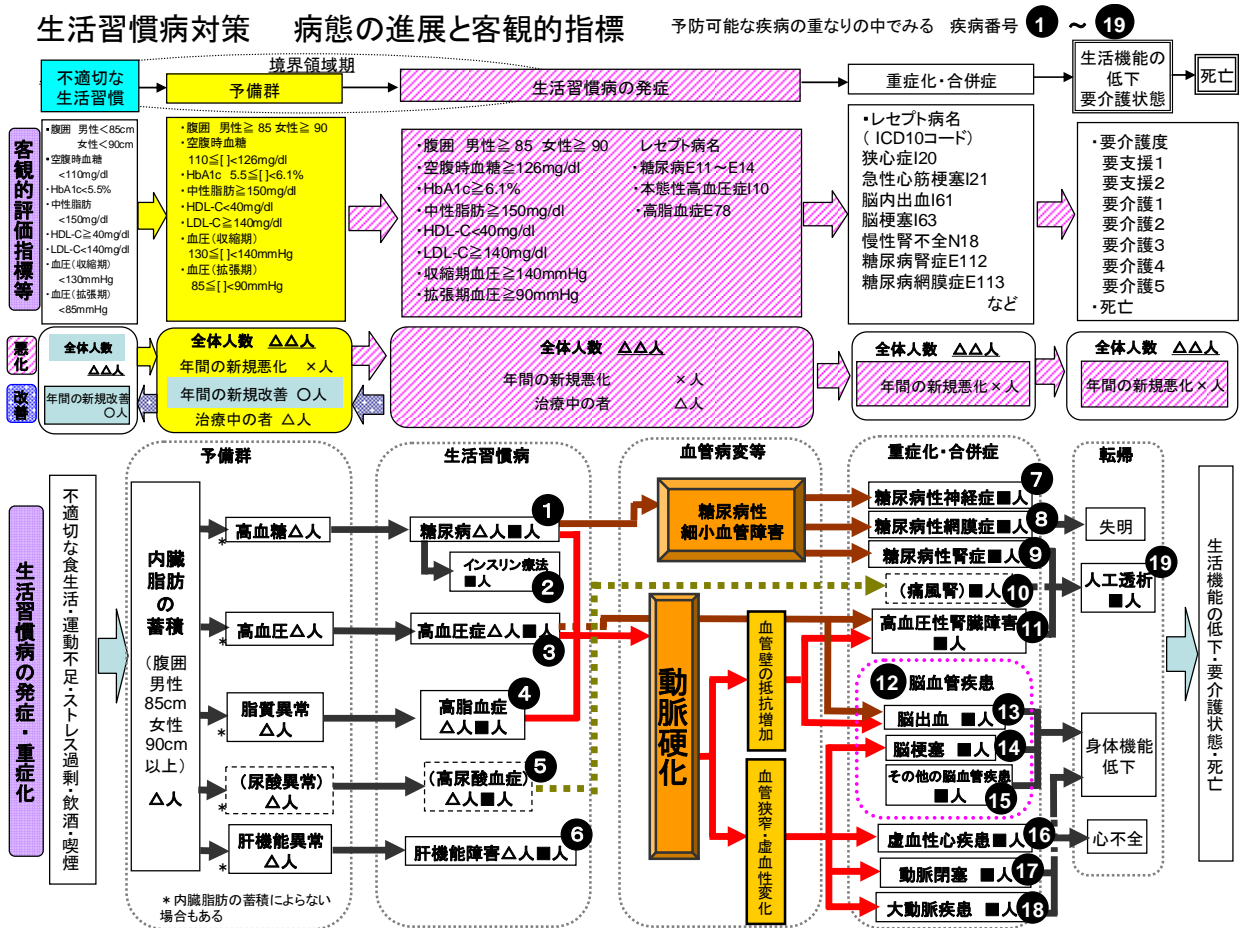 生活習慣病対策　病態の進展と客観的指標
予防可能な疾病の重なりの中でみる 疾病番号 1 ～ 19
境界領域期
不適切な
生活習慣
予備群
生活習慣病の発症
重症化・合併症
生活機能の
低下
要介護状態
死亡
客観的評価指標等
・腹囲 男性<85cm
女性<90cm
・空腹時血糖
<110mg/dl
・HbA1c<5.5%
・中性脂肪
<150mg/dl
・HDL-C≧40mg/dl
・LDL-C<140mg/dl
・血圧(収縮期)
<130mmHg
・血圧(拡張期)
<85mmHg
・腹囲 男性≧85 女性≧90
・空腹時血糖
110≦[ ]<126mg/dl
・HbA1c 5.5≦[ ]<6.1%
・中性脂肪≧150mg/dl
・HDL-C<40mg/dl
・LDL-C≧140mg/dl
・血圧(収縮期)
130≦[ ]<140mmHg
・血圧(拡張期)
85≦[ ]<90mmHg
・腹囲 男性≧85 女性≧90
・空腹時血糖≧126mg/dl
・HbA1c≧6.1%
・中性脂肪≧150mg/dl
・HDL-C<40mg/dl
・LDL-C≧140mg/dl
・収縮期血圧≧140mmHg
・拡張期血圧≧90mmHg
レセプト病名
・糖尿病E11～E14
・本態性高血圧症I10
・高脂血症E78
・レセプト病名
(ICD10コード)
狭心症I20
急性心筋梗塞I21
脳内出血I61
脳梗塞I63
慢性腎不全N18
糖尿病腎症E112
糖尿病網膜症E113
など
・要介護度
要支援1
要支援2
要介護1
要介護2
要介護3
要介護4
要介護5
・死亡
悪化
改善
全体人数
△△人
年間の新規改善
○人
全体人数 △△人
年間の新規悪化 ×人
年間の新規改善 ○人
治療中の者 △人
全体人数 △△人
年間の新規悪化 ×人
治療中の者 △人
全体人数 △△人
年間の新規悪化×人
全体人数 △△人
年間の新規悪化×人
生活習慣病の発症・重症化
不適切な食生活・運動不足・ストレス過剰・飲酒・喫煙
予備群
内臓
脂肪
の
蓄積
(腹囲
男性
85cm
女性
90cm
以上)
△人
高血糖△人
*
高血圧△人
*
脂質異常
△人
*
(尿酸異常)
△人
*
肝機能異常
△人
*
*内臓脂肪の蓄積によらない
場合もある
生活習慣病
糖尿病△人■人 1
インスリン療法
■人 2
高血圧症△人■人 3
高脂血症
△人■人 4
(高尿酸血症)
△人■人 5
肝機能障害△人■人 6
血管病変等
糖尿病性
細小血管障害
動脈硬化
血管壁の抵抗増加
血管狭窄・虚血性変化
重症化・合併症
糖尿病性神経症■人 7
糖尿病性網膜症■人 8
糖尿病性腎症■人 9
(痛風腎)■人 10
高血圧性腎臓障害
■人 11
12 脳血管疾患
脳出血 ■人 13
脳梗塞 ■人 14
その他の脳血管疾患
■人 15
虚血性心疾患■人 16
動脈閉塞 ■人 17
大動脈疾患 ■人 18
転帰
失明
19
人工透析
■人
身体機能
低下
心不全
生活機能の低下・要介護状態・死亡